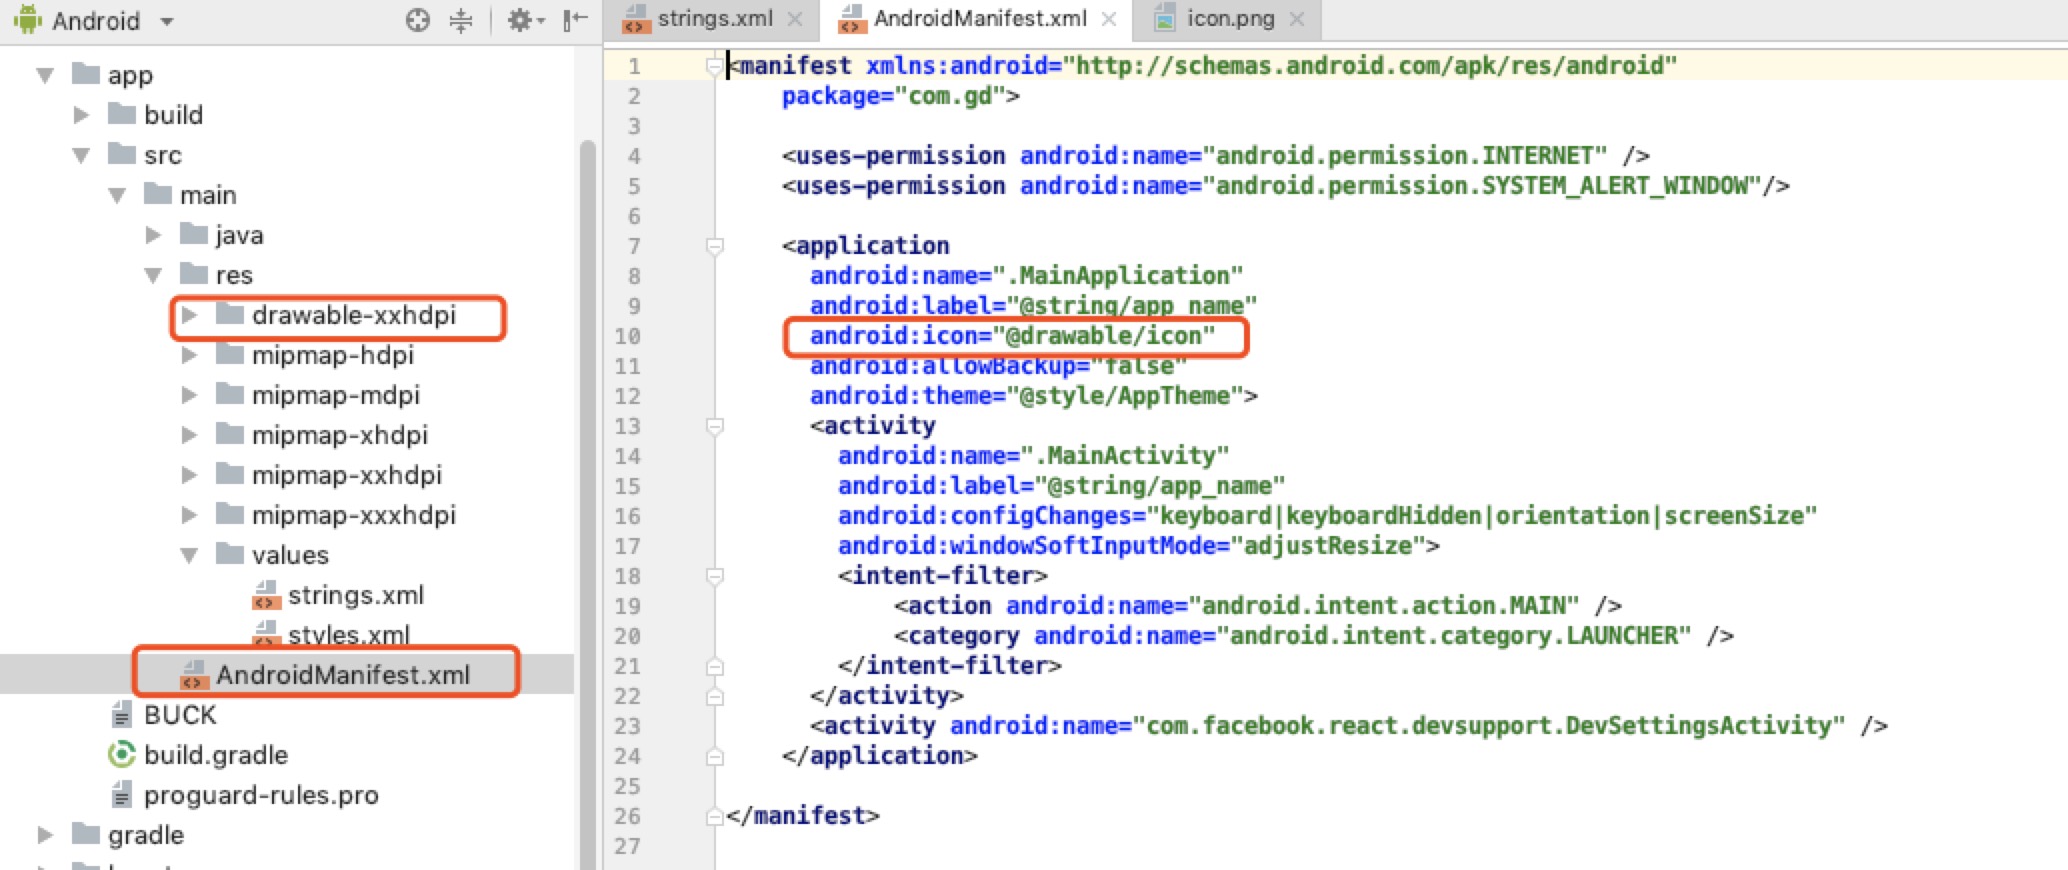 Android
app
build
src
main
java
res
drawable-xxhdpi
mipmap-hdpi
mipmap-mdpi
mipmap-xhdpi
mipmap-xxhdpi
mipmap-xxxhdpi
values
strings.xml
styles.xml
AndroidManifest.xml
BUCK
build.gradle
proguard-rules.pro
gradle
strings.xml AndroidManifest.xml icon.png
1 <manifest xmlns:android="http://schemas.android.com/apk/res/android"
2 package="com.gd">
3
4 <uses-permission android:name="android.permission.INTERNET" />
5 <uses-permission android:name="android.permission.SYSTEM_ALERT_WINDOW"/>
6
7 <application
8 android:name=".MainApplication"
9 android:label="@string/app_name"
10 android:icon="@drawable/icon"
11 android:allowBackup="false"
12 android:theme="@style/AppTheme">
13 <activity
14 android:name=".MainActivity"
15 android:label="@string/app_name"
16 android:configChanges="keyboard|keyboardHidden|orientation|screenSize"
17 android:windowSoftInputMode="adjustResize">
18 <intent-filter>
19 <action android:name="android.intent.action.MAIN" />
20 <category android:name="android.intent.category.LAUNCHER" />
21 </intent-filter>
22 </activity>
23 <activity android:name="com.facebook.react.devsupport.DevSettingsActivity" />
24 </application>
25
26 </manifest>
27